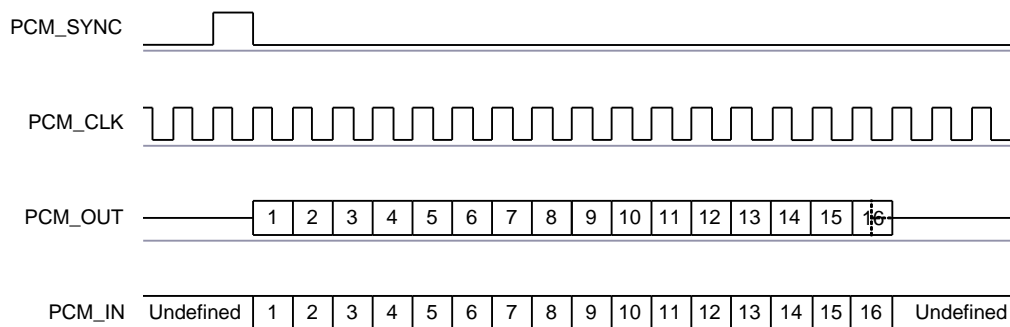 PCM_SYNC
PCM_CLK
PCM_OUT 1 2 3 4 5 6 7 8 9 10 11 12 13 14 15 16
PCM_IN Undefined 1 2 3 4 5 6 7 8 9 10 11 12 13 14 15 16 Undefined